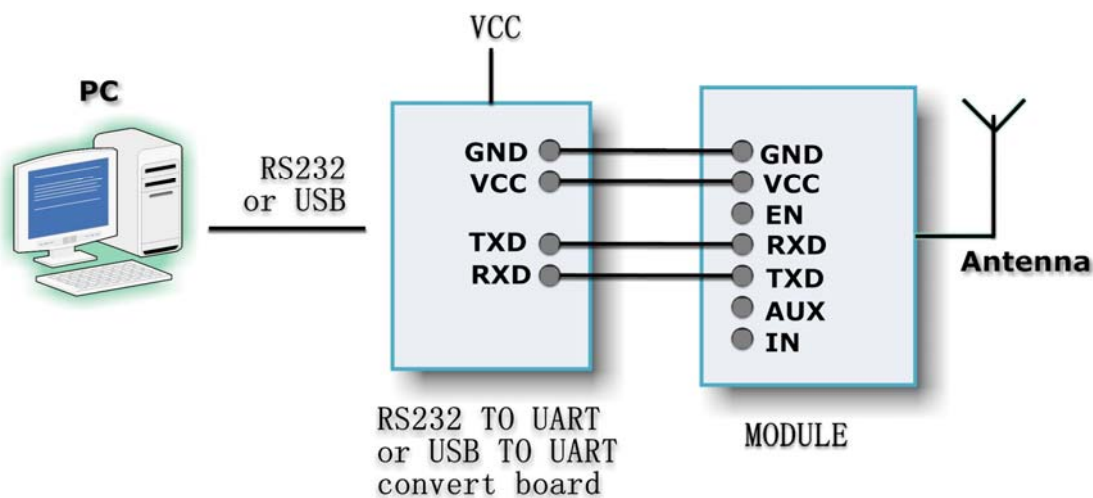 VCC
PC
RS232
or USB
GND
VCC
TXD
RXD
GND
VCC
EN
RXD
TXD
AUX
IN
Antenna
RS232 TO UART
or USB TO UART
convert board
MODULE